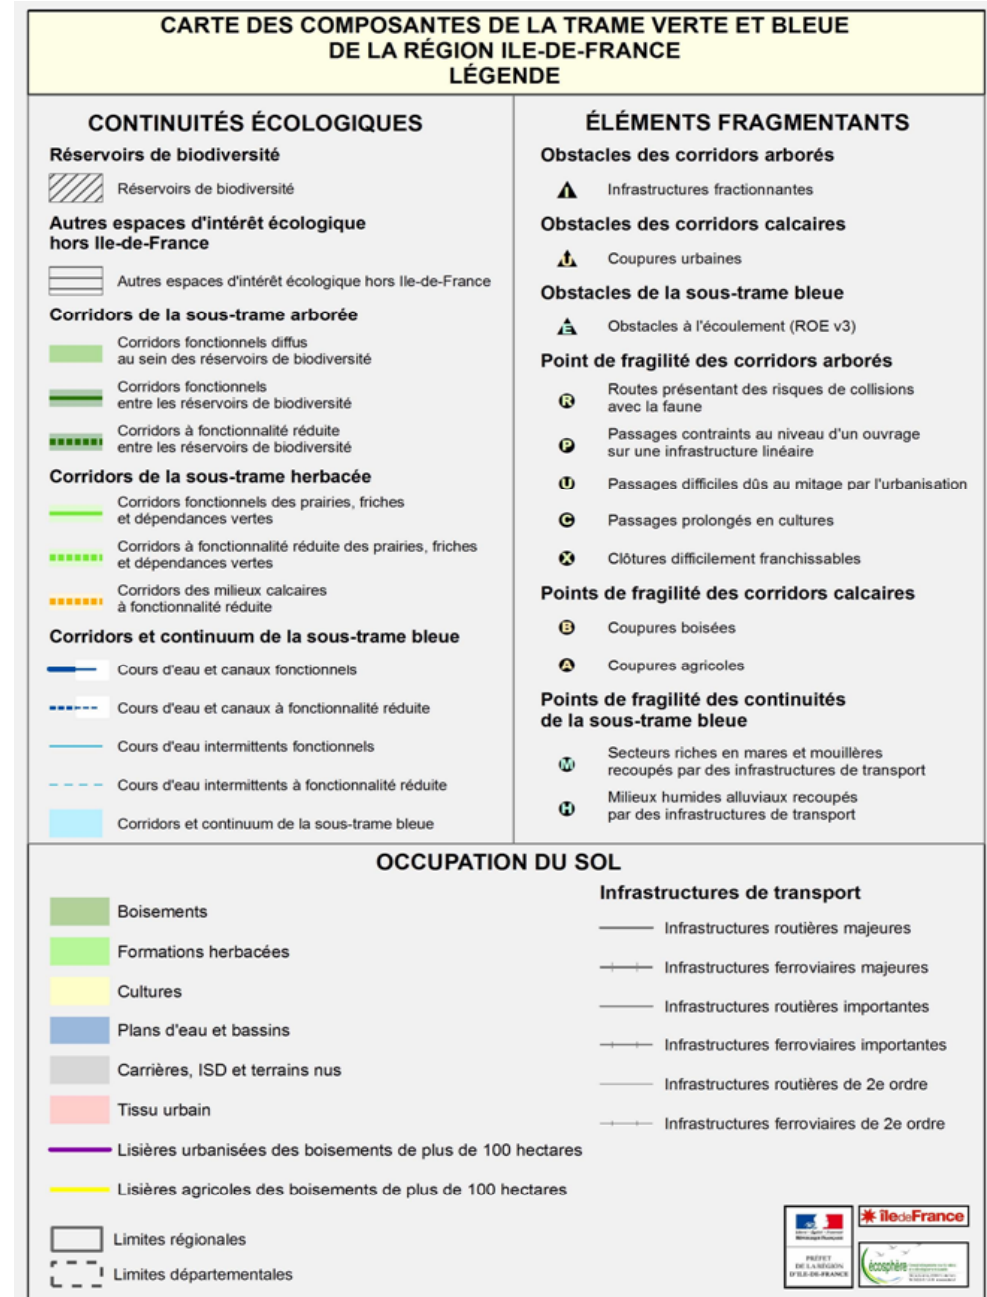 CARTE DES COMPOSANTES DE LA TRAME VERTE ET BLEUE
DE LA RÉGION ILE-DE-FRANCE
LÉGENDE
CONTINUITÉS ÉCOLOGIQUES
Réservoirs de biodiversité
Réservoirs de biodiversité
Autres espaces d'intérêt écologique
hors Ile-de-France
Autres espaces d'intérêt écologique hors Ile-de-France
Corridors de la sous-trame arborée
Corridors fonctionnels diffus
au sein des réservoirs de biodiversité
Corridors fonctionnels
entre les réservoirs de biodiversité
Corridors à fonctionnalité réduite
entre les réservoirs de biodiversité
Corridors de la sous-trame herbacée
Corridors fonctionnels des prairies, friches
et dépendances vertes
Corridors à fonctionnalité réduite des prairies, friches
et dépendances vertes
Corridors des milieux calcaires
à fonctionnalité réduite
Corridors et continuum de la sous-trame bleue
Cours d'eau et canaux fonctionnels
Cours d'eau et canaux à fonctionnalité réduite
Cours d'eau intermittents fonctionnels
Cours d'eau intermittents à fonctionnalité réduite
Corridors et continuum de la sous-trame bleue
ÉLÉMENTS FRAGMENTANTS
Obstacles des corridors arborés
I Infrastructures fractionnantes
Obstacles des corridors calcaires
U Coupures urbaines
Obstacles de la sous-trame bleue
E Obstacles à l'écoulement (ROE v3)
Point de fragilité des corridors arborés
R Routes présentant des risques de collisions
avec la faune
P Passages contraints au niveau d'un ouvrage
sur une infrastructure linéaire
U Passages difficiles dûs au mitage par l'urbanisation
C Passages prolongés en cultures
X Clôtures difficilement franchissables
Points de fragilité des corridors calcaires
B Coupures boisées
A Coupures agricoles
Points de fragilité des continuités
de la sous-trame bleue
M Secteurs riches en mares et mouillères
recoupés par des infrastructures de transport
H Milieux humides alluviaux recoupés
par des infrastructures de transport
OCCUPATION DU SOL
Boisements
Formations herbacées
Cultures
Plans d'eau et bassins
Carrières, ISD et terrains nus
Tissu urbain
Lisières urbanisées des boisements de plus de 100 hectares
Lisières agricoles des boisements de plus de 100 hectares
Limites régionales
Limites départementales
Infrastructures de transport
Infrastructures routières majeures
Infrastructures ferroviaires majeures
Infrastructures routières importantes
Infrastructures ferroviaires importantes
Infrastructures routières de 2e ordre
Infrastructures ferroviaires de 2e ordre
PRÉFET
DE LA RÉGION
D'ILE-DE-FRANCE
îledeFrance
écosphère